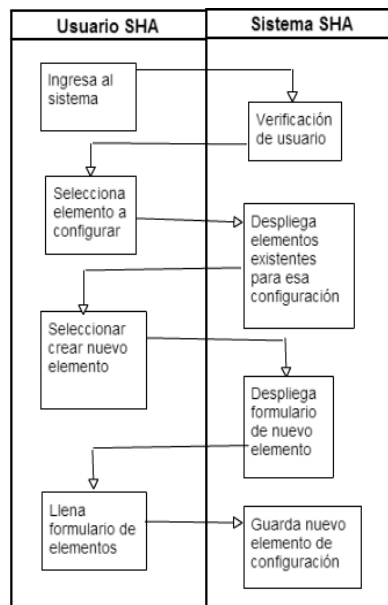 Usuario SHA
Sistema SHA
Ingresa al
sistema
Verificación
de usuario
Selecciona
elemento a
configurar
Despliega
elementos
existentes
para esa
configuración
Seleccionar
crear nuevo
elemento
Despliega
formulario
de nuevo
elemento
Llena
formulario de
elementos
Guarda nuevo
elemento de
configuración